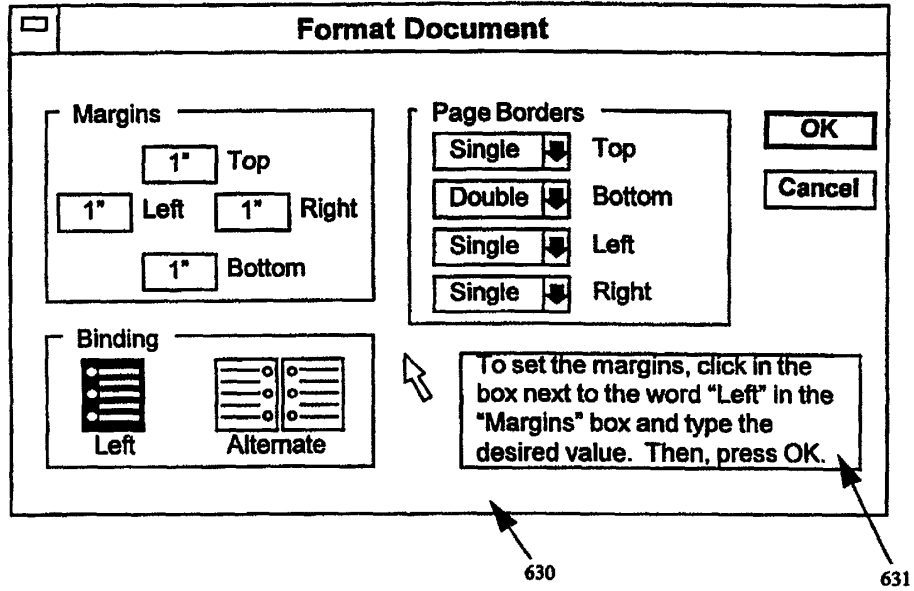 Format Document
Margins
1" Top
1" Left 1" Right
1" Bottom
Page Borders
Single Top
Double Bottom
Single Left
Single Right
OK
Cancel
Binding
Left Alternate
To set the margins, click in the
box next to the word “Left” in the
“Margins” box and type the
desired value. Then, press OK.
630
631